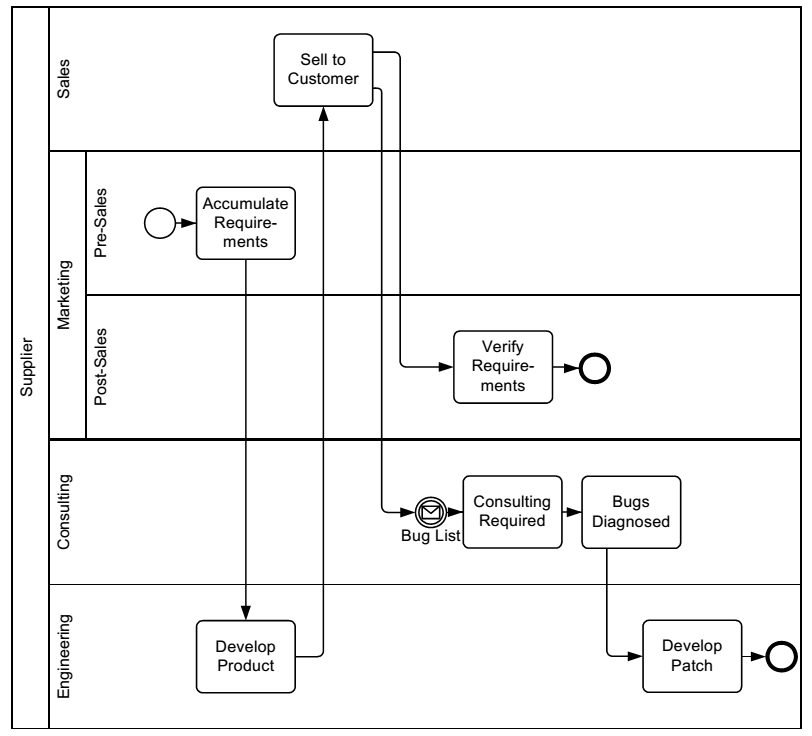 Supplier
Sales
Sell to
Customer
Marketing
Pre-Sales
Accumulate
Require-
ments
Post-Sales
Verify
Require-
ments
Consulting
Bug List
Consulting
Required
Bugs
Diagnosed
Engineering
Develop
Product
Develop
Patch